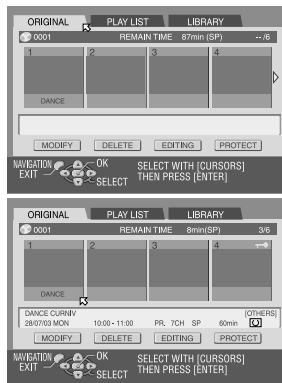 ORIGINAL PLAY LIST LIBRARY
0001 REMAIN TIME 87min (SP) --/6
1 2 3 4
DANCE
MODIFY DELETE EDITING PROTECT
NAVIGATION
EXIT
OK
SELECT
SELECT WITH [CURSORS]
THEN PRESS [ENTER]
ORIGINAL PLAY LIST LIBRARY
0001 REMAIN TIME 8min(SP) 3/6
1 2 3 4
DANCE
DANCE CURNIV [OTHERS]
28/07/03 MON 10:00 - 11:00 PR. 7CH SP 60min
MODIFY DELETE EDITING PROTECT
NAVIGATION
EXIT
OK
SELECT
SELECT WITH [CURSORS]
THEN PRESS [ENTER]